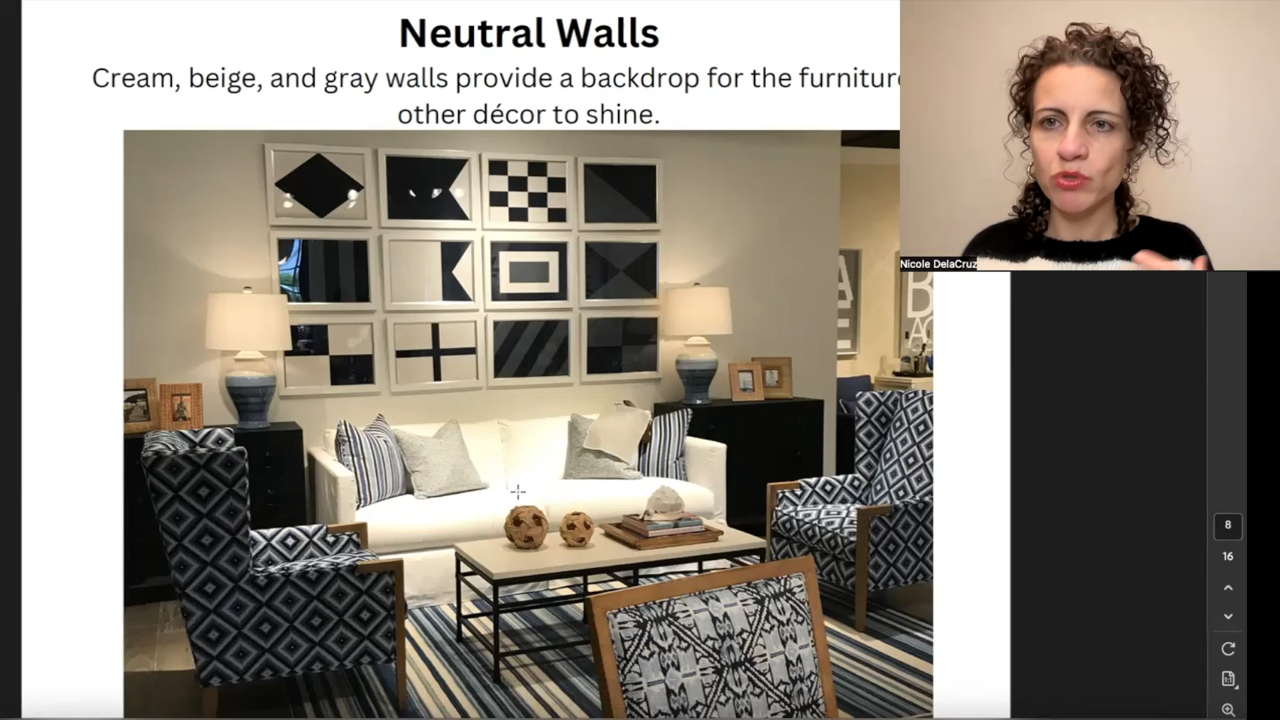 Neutral Walls
Cream, beige, and gray walls provide a backdrop for the furniture
other décor to shine.
Nicole DelaCruz
8
16